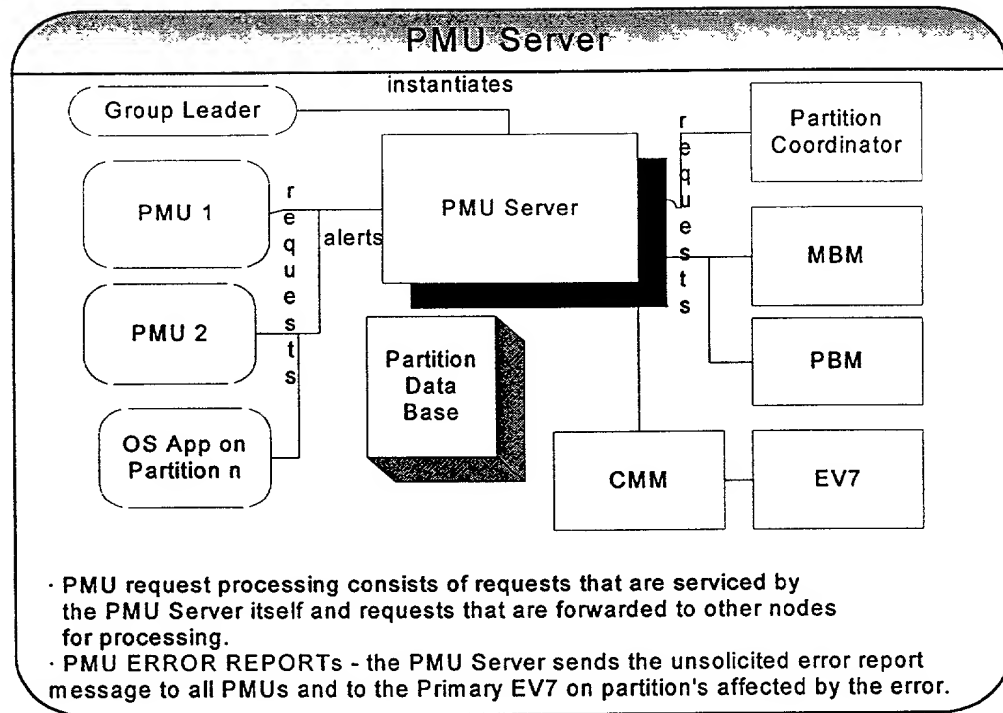 PMU Server
instantiates
Group Leader
PMU 1
PMU 2
OS App on
Partition n
requests
alerts
PMU Server
Partition
Data
Base
requests
Partition
Coordinator
MBM
PBM
CMM
EV7
· PMU request processing consists of requests that are serviced by
the PMU Server itself and requests that are forwarded to other nodes
for processing.
· PMU ERROR REPORTs - the PMU Server sends the unsolicited error report
message to all PMUs and to the Primary EV7 on partition's affected by the error.